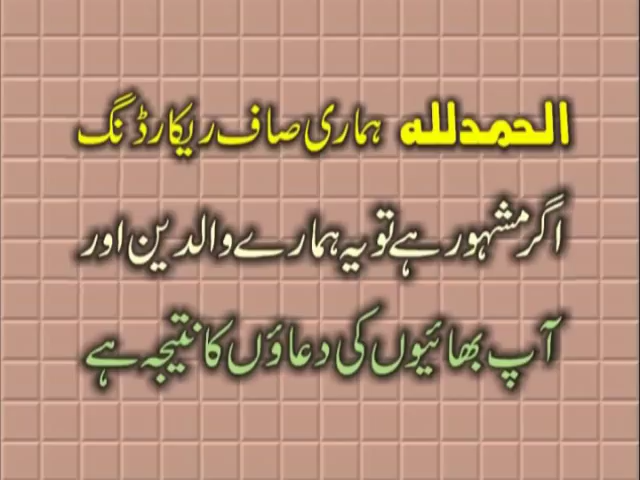 الحمدلله ہماری صاف ریکارڈنگ
اگر مشہور ہے تو یہ ہمارے والدین اور
آپ بھائیوں کی دعاؤں کا نتیجہ ہے